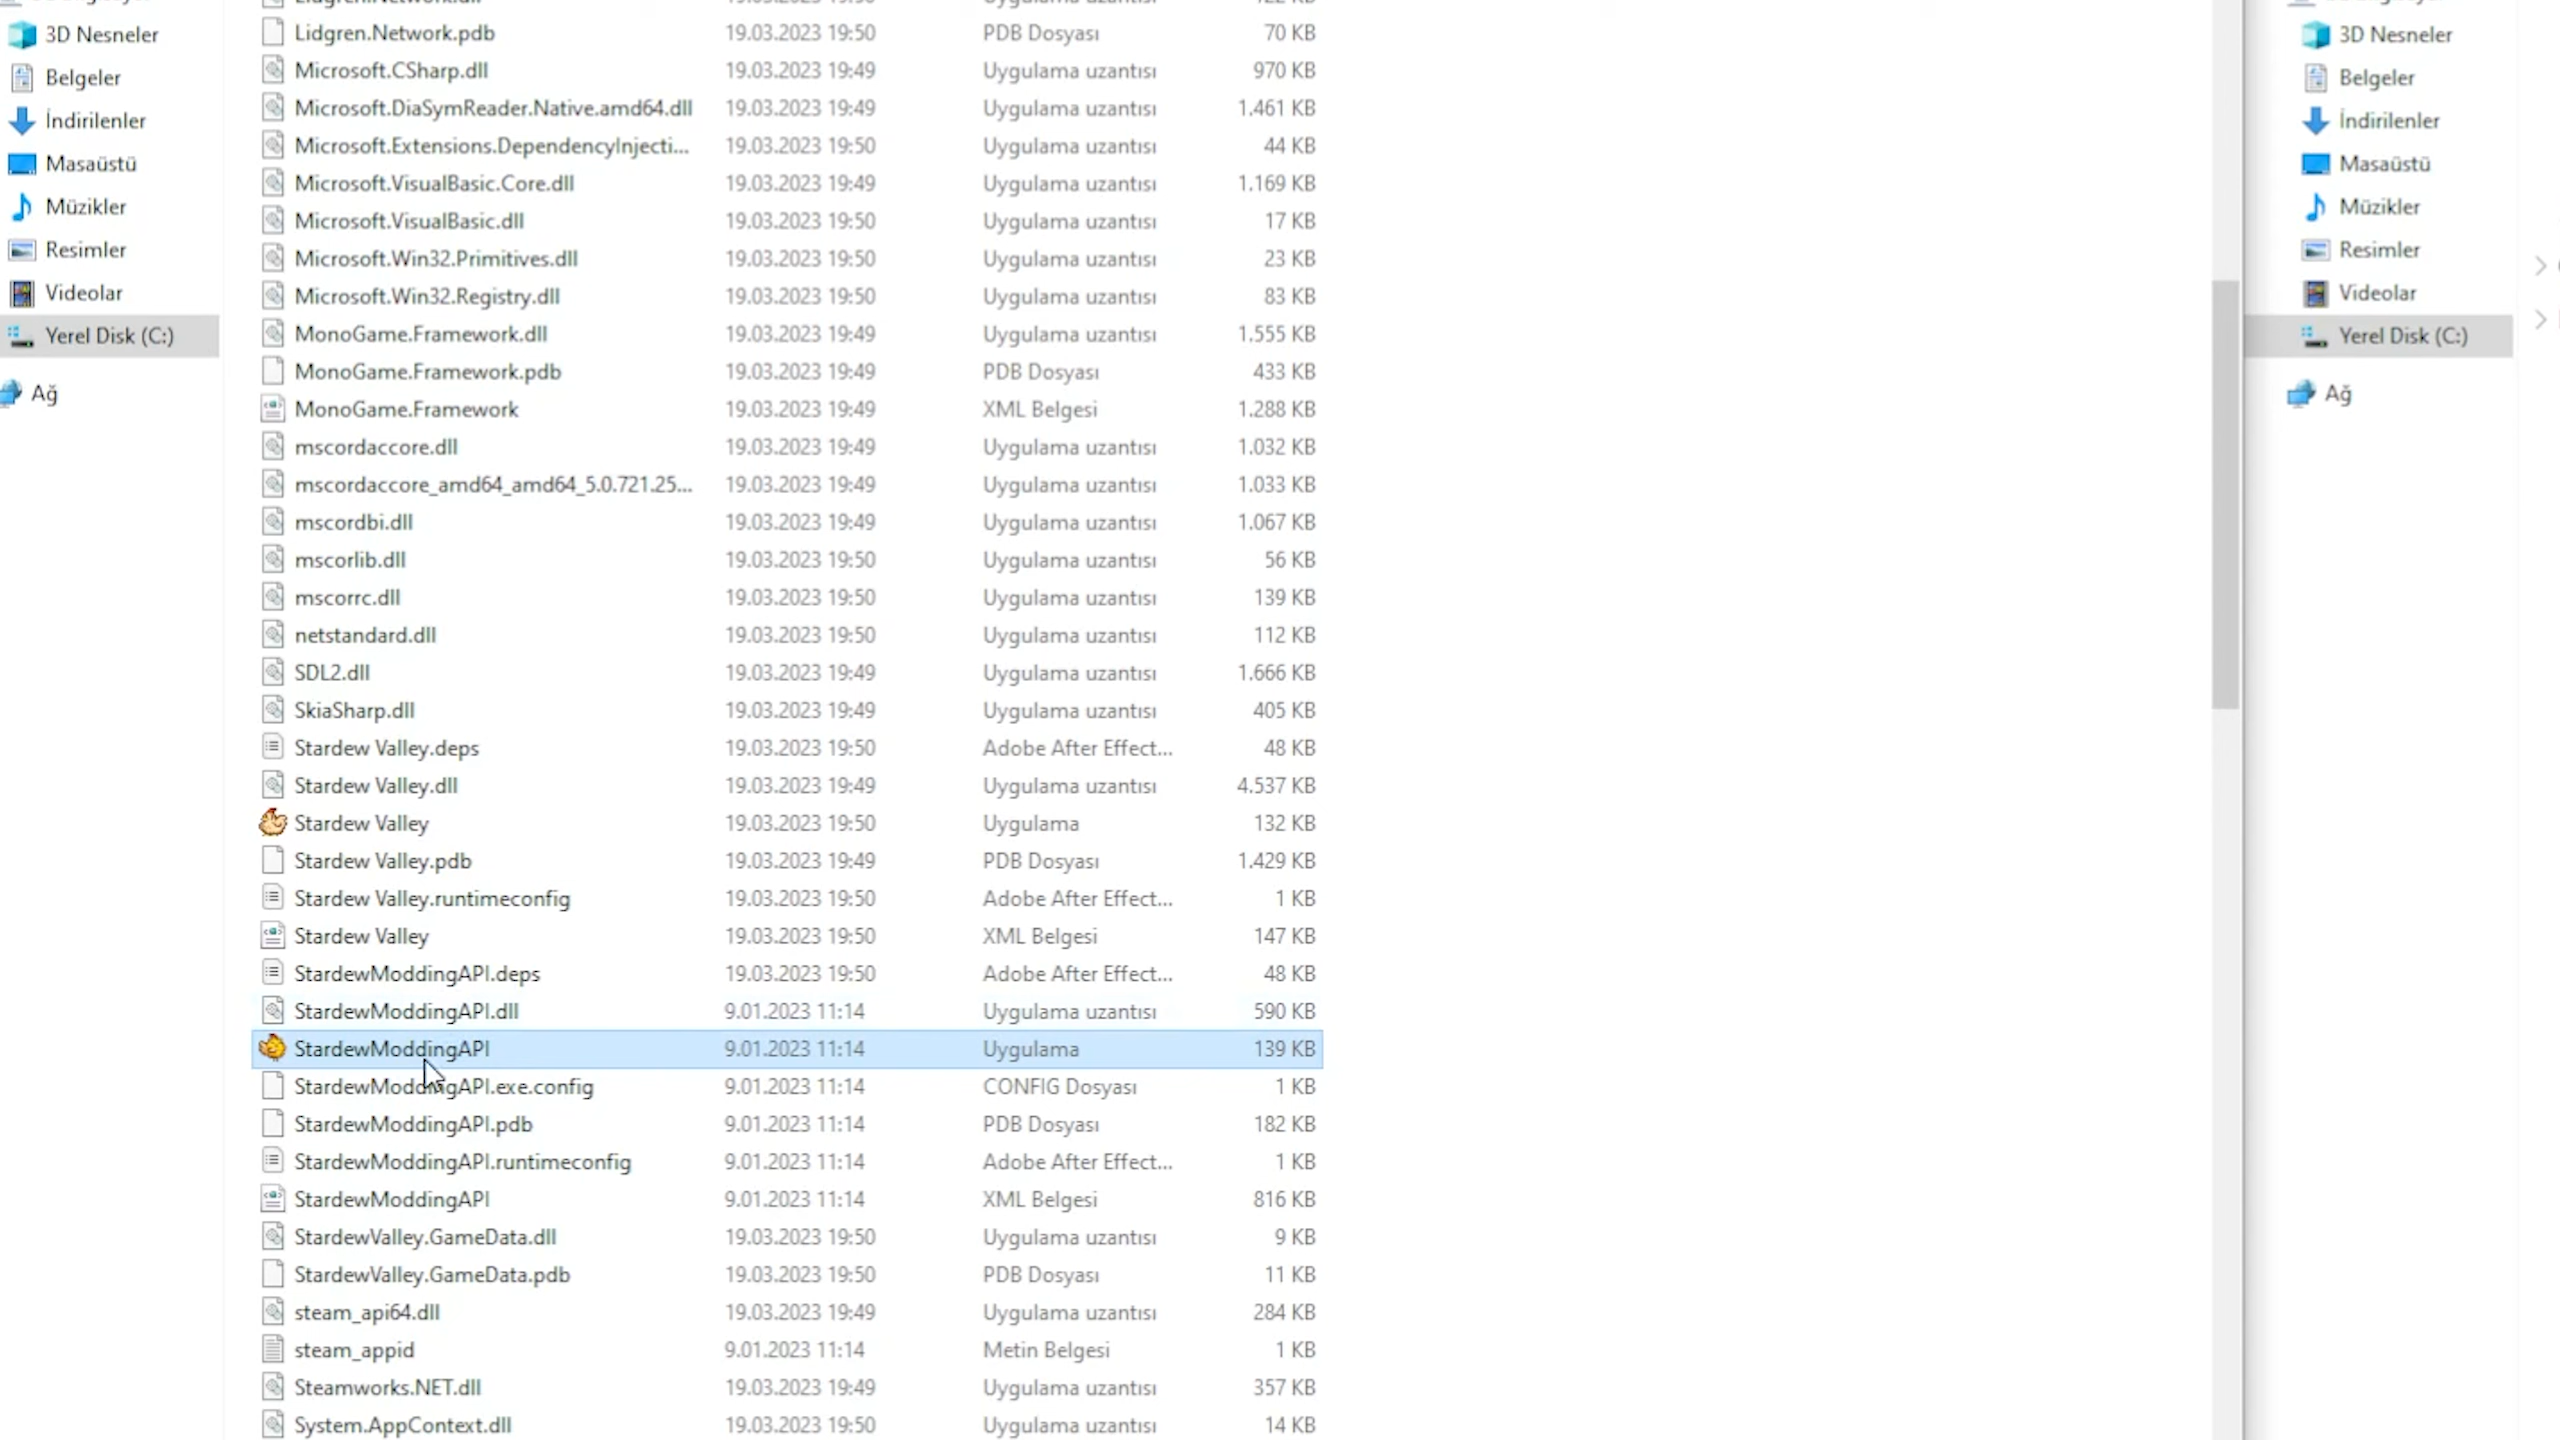 3D Nesneler
Belgeler
İndirilenler
Masaüstü
Müzikler
Resimler
Videolar
Yerel Disk (C:)
Ağ
Lidgren.Network.pdb 19.03.2023 19:50 PDB Dosyası 70 KB
Microsoft.CSharp.dll 19.03.2023 19:49 Uygulama uzantısı 970 KB
Microsoft.DiaSymReader.Native.amd64.dll 19.03.2023 19:49 Uygulama uzantısı 1.461 KB
Microsoft.Extensions.DependencyInjecti... 19.03.2023 19:50 Uygulama uzantısı 44 KB
Microsoft.VisualBasic.Core.dll 19.03.2023 19:49 Uygulama uzantısı 1.169 KB
Microsoft.VisualBasic.dll 19.03.2023 19:50 Uygulama uzantısı 17 KB
Microsoft.Win32.Primitives.dll 19.03.2023 19:50 Uygulama uzantısı 23 KB
Microsoft.Win32.Registry.dll 19.03.2023 19:50 Uygulama uzantısı 83 KB
MonoGame.Framework.dll 19.03.2023 19:49 Uygulama uzantısı 1.555 KB
MonoGame.Framework.pdb 19.03.2023 19:49 PDB Dosyası 433 KB
MonoGame.Framework 19.03.2023 19:49 XML Belgesi 1.288 KB
mscordaccore.dll 19.03.2023 19:49 Uygulama uzantısı 1.032 KB
mscordaccore_amd64_amd64_5.0.721.25... 19.03.2023 19:49 Uygulama uzantısı 1.033 KB
mscordbi.dll 19.03.2023 19:49 Uygulama uzantısı 1.067 KB
mscorlib.dll 19.03.2023 19:50 Uygulama uzantısı 56 KB
mscorrc.dll 19.03.2023 19:50 Uygulama uzantısı 139 KB
netstandard.dll 19.03.2023 19:50 Uygulama uzantısı 112 KB
SDL2.dll 19.03.2023 19:49 Uygulama uzantısı 1.666 KB
SkiaSharp.dll 19.03.2023 19:49 Uygulama uzantısı 405 KB
Stardew Valley.deps 19.03.2023 19:50 Adobe After Effect... 48 KB
Stardew Valley.dll 19.03.2023 19:49 Uygulama uzantısı 4.537 KB
Stardew Valley 19.03.2023 19:50 Uygulama 132 KB
Stardew Valley.pdb 19.03.2023 19:49 PDB Dosyası 1.429 KB
Stardew Valley.runtimeconfig 19.03.2023 19:50 Adobe After Effect... 1 KB
Stardew Valley 19.03.2023 19:50 XML Belgesi 147 KB
StardewModdingAPI.deps 19.03.2023 19:50 Adobe After Effect... 48 KB
StardewModdingAPI.dll 9.01.2023 11:14 Uygulama uzantısı 590 KB
StardewModdingAPI 9.01.2023 11:14 Uygulama 139 KB
StardewModdingAPI.exe.config 9.01.2023 11:14 CONFIG Dosyası 1 KB
StardewModdingAPI.pdb 9.01.2023 11:14 PDB Dosyası 182 KB
StardewModdingAPI.runtimeconfig 9.01.2023 11:14 Adobe After Effect... 1 KB
StardewModdingAPI 9.01.2023 11:14 XML Belgesi 816 KB
StardewValley.GameData.dll 19.03.2023 19:50 Uygulama uzantısı 9 KB
StardewValley.GameData.pdb 19.03.2023 19:50 PDB Dosyası 11 KB
steam_api64.dll 19.03.2023 19:49 Uygulama uzantısı 284 KB
steam_appid 9.01.2023 11:14 Metin Belgesi 1 KB
Steamworks.NET.dll 19.03.2023 19:49 Uygulama uzantısı 357 KB
System.AppContext.dll 19.03.2023 19:50 Uygulama uzantısı 14 KB
3D Nesneler
Belgeler
İndirilenler
Masaüstü
Müzikler
Resimler
Videolar
Yerel Disk (C:)
Ağ